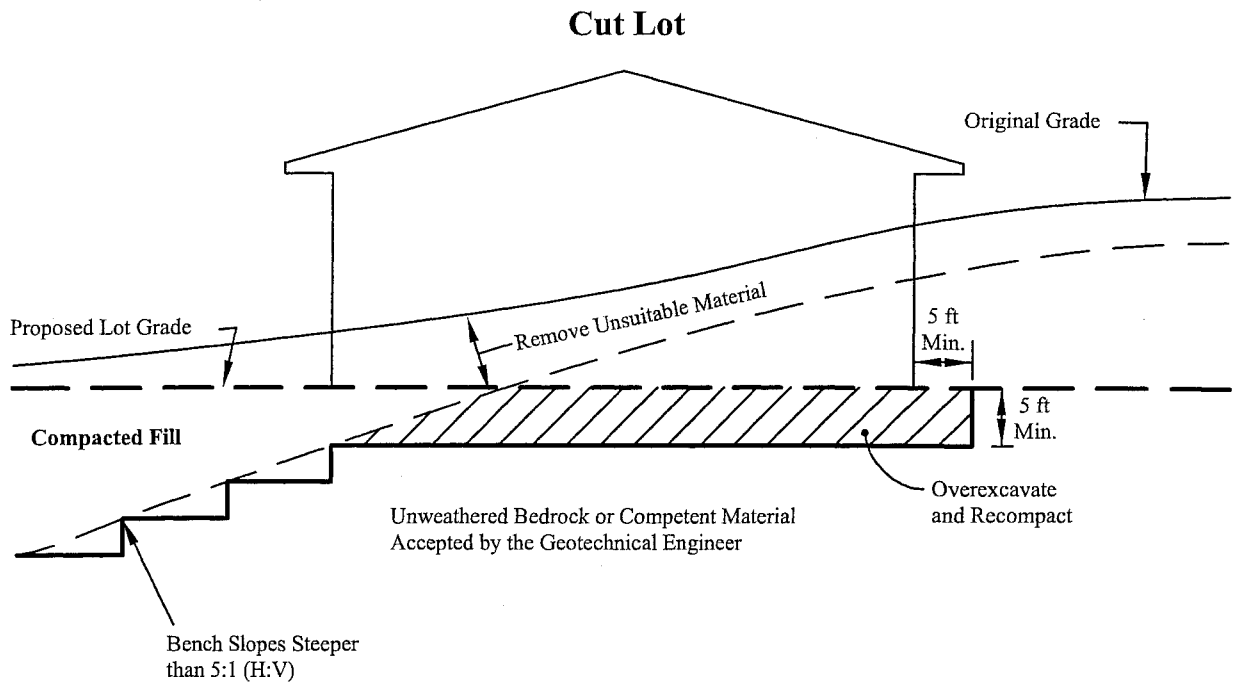 Cut Lot
Original Grade
Remove Unsuitable Material
Proposed Lot Grade
5 ft
Min.
5 ft
Min.
Compacted Fill
Overexcavate
and Recompact
Unweathered Bedrock or Competent Material
Accepted by the Geotechnical Engineer
Bench Slopes Steeper
than 5:1 (H:V)